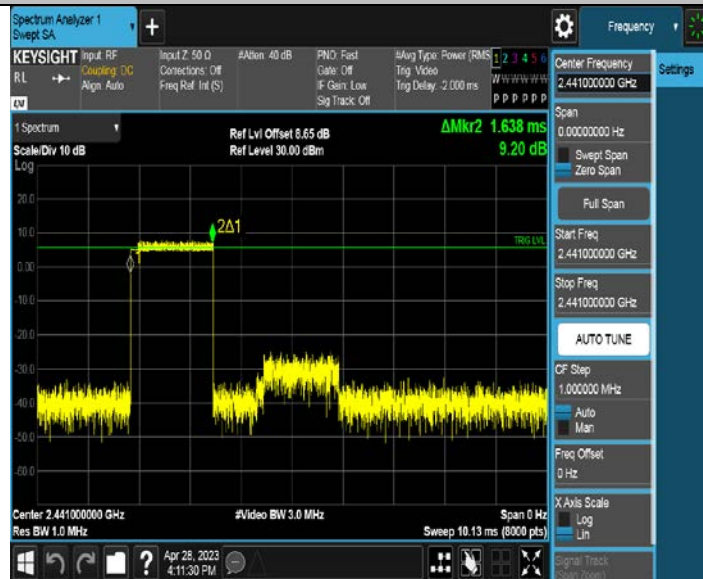 Spectrum Analyzer 1
Swept SA
+
Frequency
KEYSIGHT
RL
Input: RF
Coupling: DC
Align: Auto
Input Z: 50 Ω
Corrections: Off
Freq Ref: Int (S)
#Atten: 40 dB
PNO: Fast
Gate: Off
IF Gain: Low
Sig Track: Off
#Avg Type: Power (RMS
Trig: Video
Trig Delay: -2.000 ms
1 2 3 4 5 6
W W W W W W
P P P P P P
1 Spectrum
Scale/Div 10 dB
Log
Ref Lvl Offset 8.65 dB
Ref Level 30.00 dBm
ΔMkr2 1.638 ms
9.20 dB
20.0
10.0
0.00
-10.0
-20.0
-30.0
-40.0
-50.0
-60.0
2Δ1
TRIG LVL
Center 2.441000000 GHz
Res BW 1.0 MHz
#Video BW 3.0 MHz
Span 0 Hz
Sweep 10.13 ms (8000 pts)
?
Apr 28, 2023
4:11:30 PM
Center Frequency
2.441000000 GHz
Settings
Span
0.00000000 Hz
Swept Span
Zero Span
Full Span
Start Freq
2.441000000 GHz
Stop Freq
2.441000000 GHz
AUTO TUNE
CF Step
1.000000 MHz
Auto
Man
Freq Offset
0 Hz
X Axis Scale
Log
Lin
Signal Track
(Span Zoom)